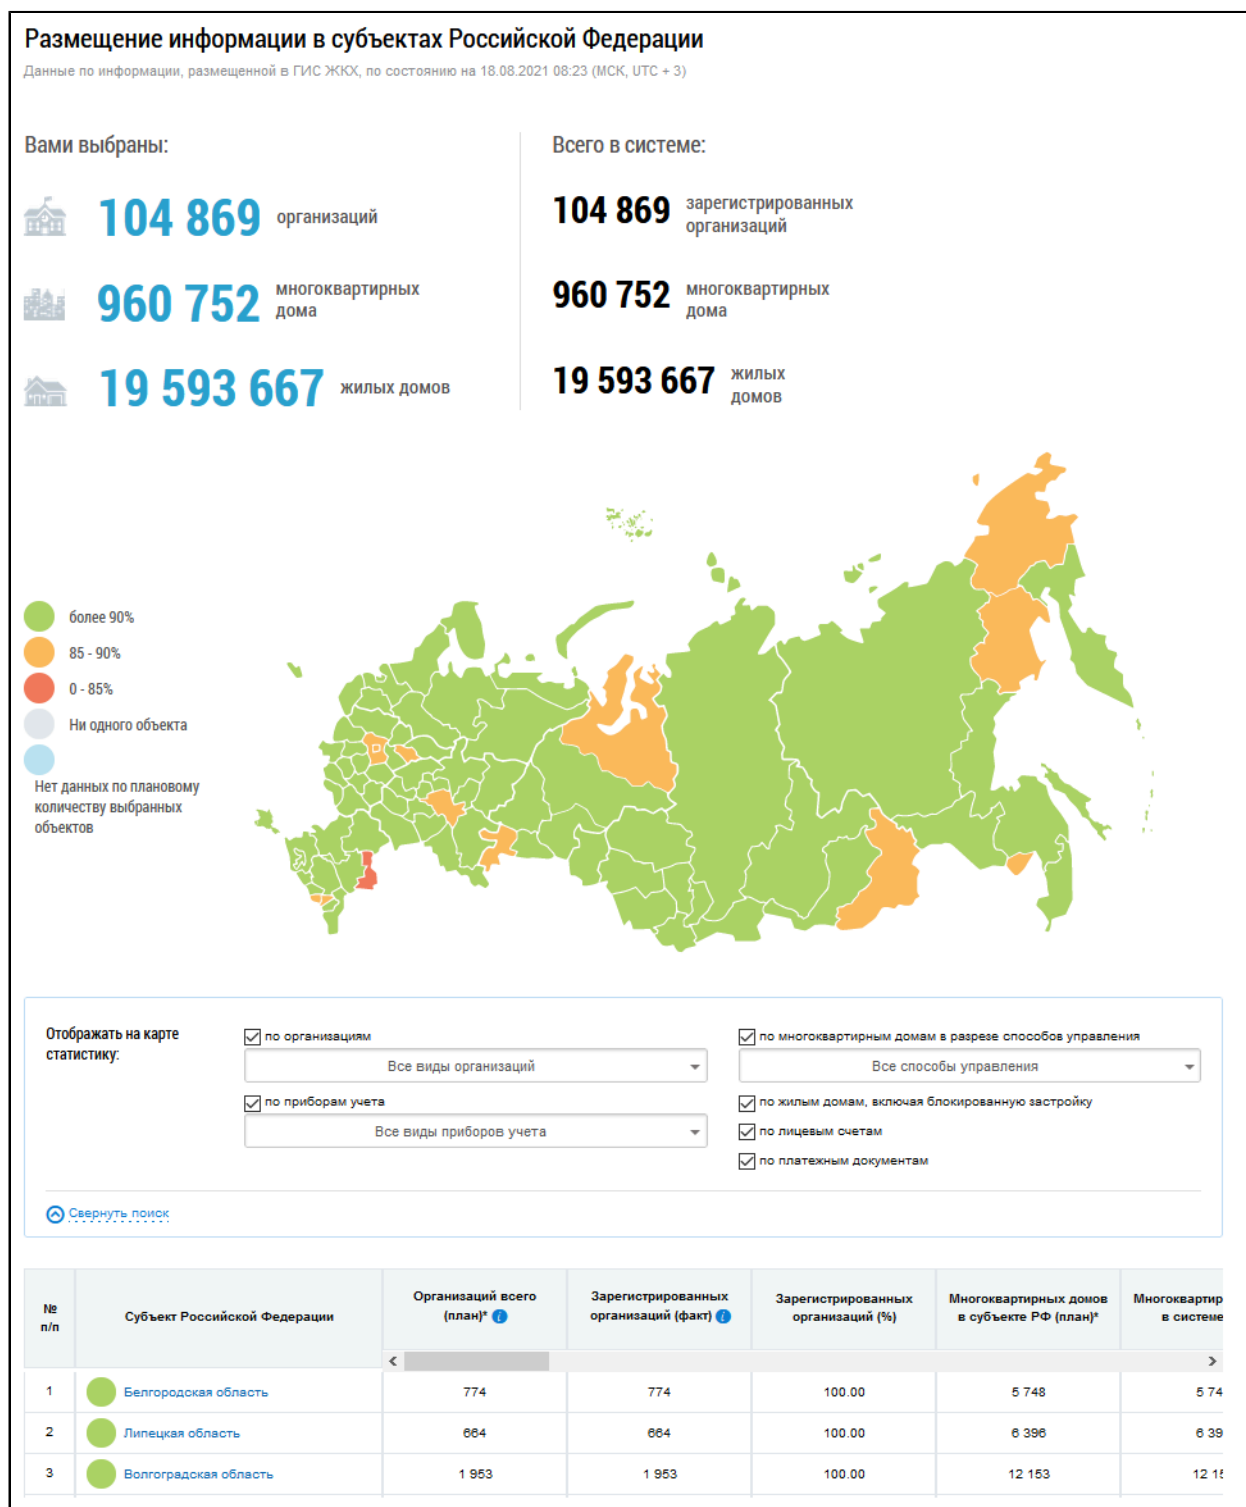 Размещение информации в субъектах Российской Федерации
Данные по информации, размещенной в ГИС ЖКХ, по состоянию на 18.08.2021 08:23 (МСК, UTC + 3)
Вами выбраны:
104 869 организаций
960 752 многоквартирных
дома
19 593 667 жилых домов
Всего в системе:
104 869 зарегистрированных
организаций
960 752 многоквартирных
дома
19 593 667 жилых
домов
более 90%
85 - 90%
0 - 85%
Ни одного объекта
Нет данных по плановому
количеству выбранных
объектов
Отображать на карте
статистику:
по организациям
Все виды организаций
по приборам учета
Все виды приборов учета
по многоквартирным домам в разрезе способов управления
Все способы управления
по жилым домам, включая блокированную застройку
по лицевым счетам
по платежным документам
Свернуть поиск
№
п/п
Субъект Российской Федерации
Организаций всего
(план)*
Зарегистрированных
организаций (факт)
Зарегистрированных
организаций (%)
Многоквартирных домов
в субъекте РФ (план)*
Многоквартир
в системе
1 Белгородская область 774 774 100.00 5 748 5 74
2 Липецкая область 664 664 100.00 6 396 6 39
3 Волгоградская область 1 953 1 953 100.00 12 153 12 15